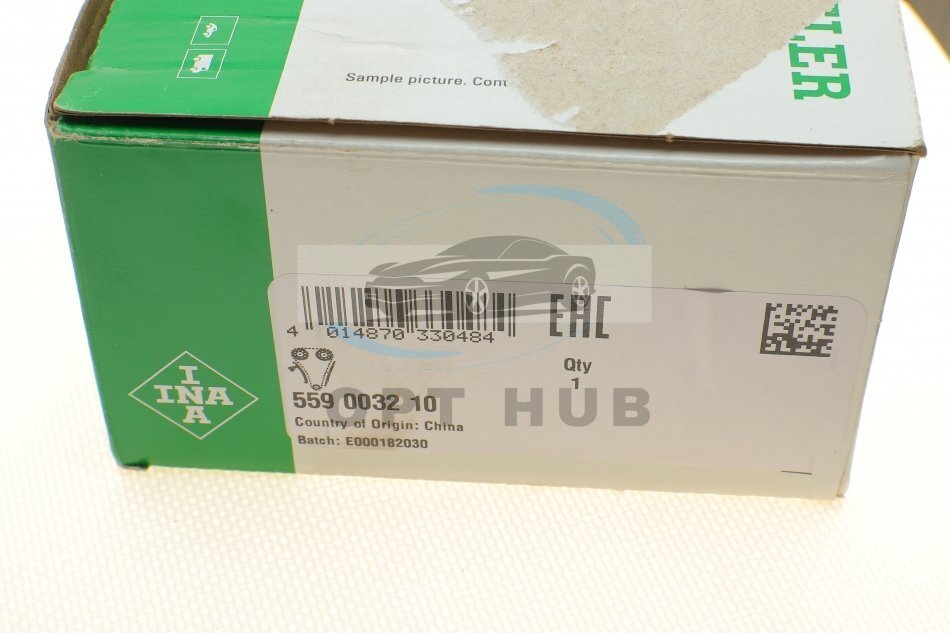 Sample picture. Con
LER
4 014870 330484
EAC
Qty
1
INA
INA
559 0032 10
OPT HUB
Country of Origin: China
Batch: E000182030